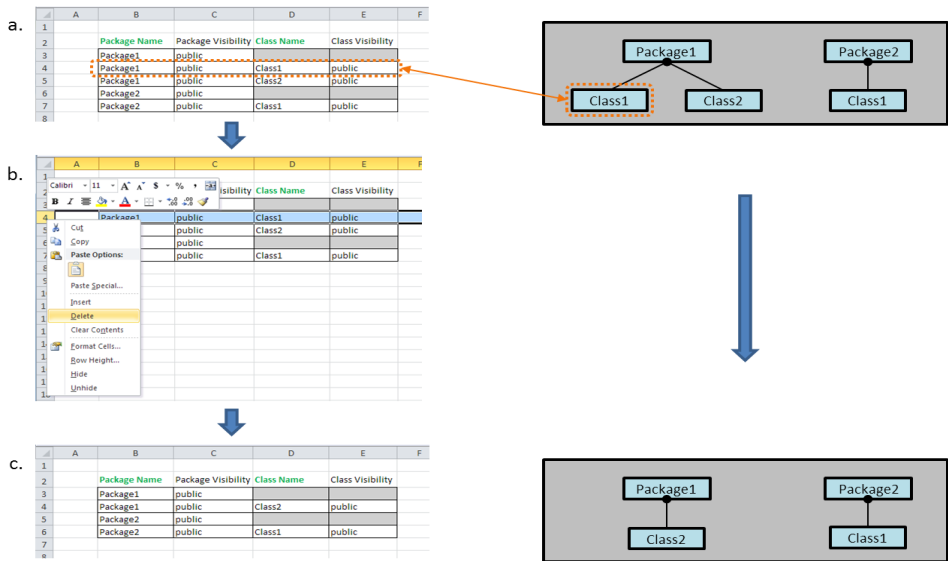 a.
A B C D E F
1
2 Package Name Package Visibility Class Name Class Visibility
3 Package1 public
4 Package1 public Class1 public
5 Package1 public Class2 public
6 Package2 public
7 Package2 public Class1 public
8
Package1 Package2
Class1 Class2 Class1
b.
A B C D E F
1
Calibri 11 A A $ % ,
isibility Class Name Class Visibility
B I A
4 Package1 public Class1 public
5 public Class2 public
6 public
7 public Class1 public
Cut
Copy
Paste Options:
Paste Special...
Insert
Delete
Clear Contents
Format Cells...
Row Height...
Hide
Unhide
c.
A B C D E F
1
2 Package Name Package Visibility Class Name Class Visibility
3 Package1 public
4 Package1 public Class2 public
5 Package2 public
6 Package2 public Class1 public
7
8
Package1 Package2
Class2 Class1